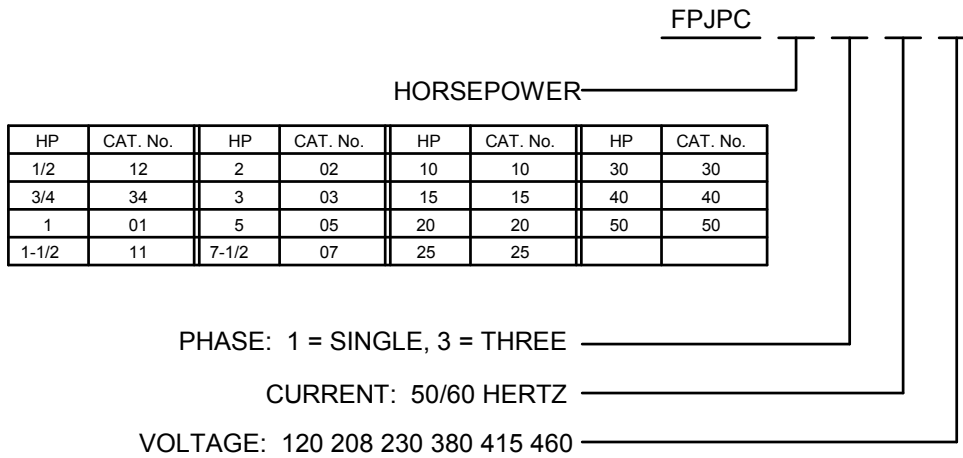 FPJPC
HORSEPOWER
HP CAT. No. HP CAT. No. HP CAT. No. HP CAT. No.
1/2 12 2 02 10 10 30 30
3/4 34 3 03 15 15 40 40
1 01 5 05 20 20 50 50
1-1/2 11 7-1/2 07 25 25
PHASE: 1 = SINGLE, 3 = THREE
CURRENT: 50/60 HERTZ
VOLTAGE: 120 208 230 380 415 460